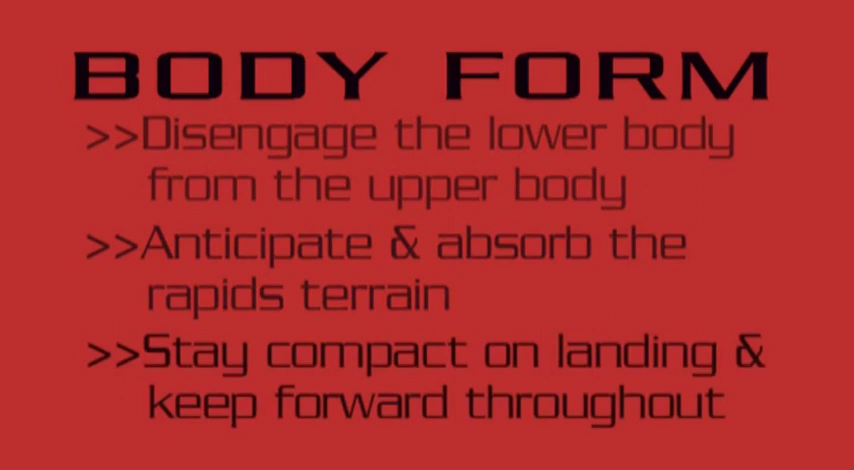 BODY FORM
>>Disengage the lower body
from the upper body
>>Anticipate & absorb the
rapids terrain
>>Stay compact on landing &
keep forward throughout